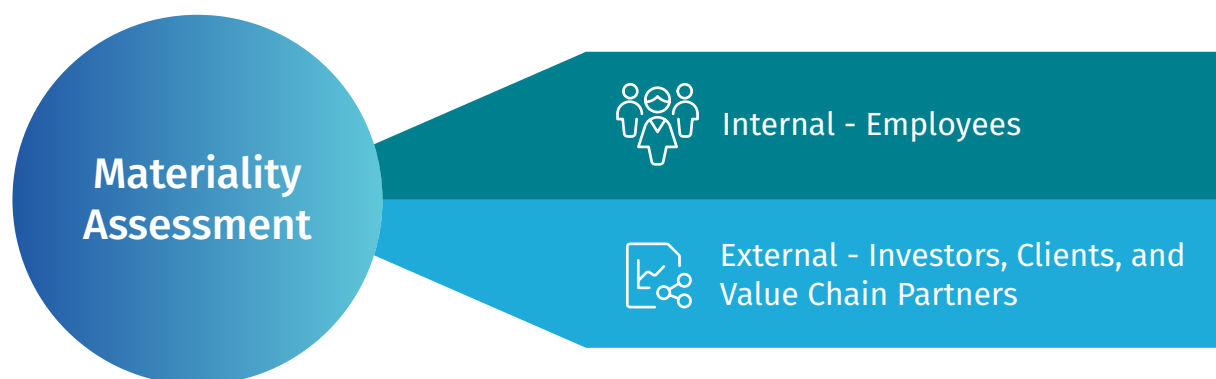 Materiality
Assessment
Internal - Employees
External - Investors, Clients, and
Value Chain Partners